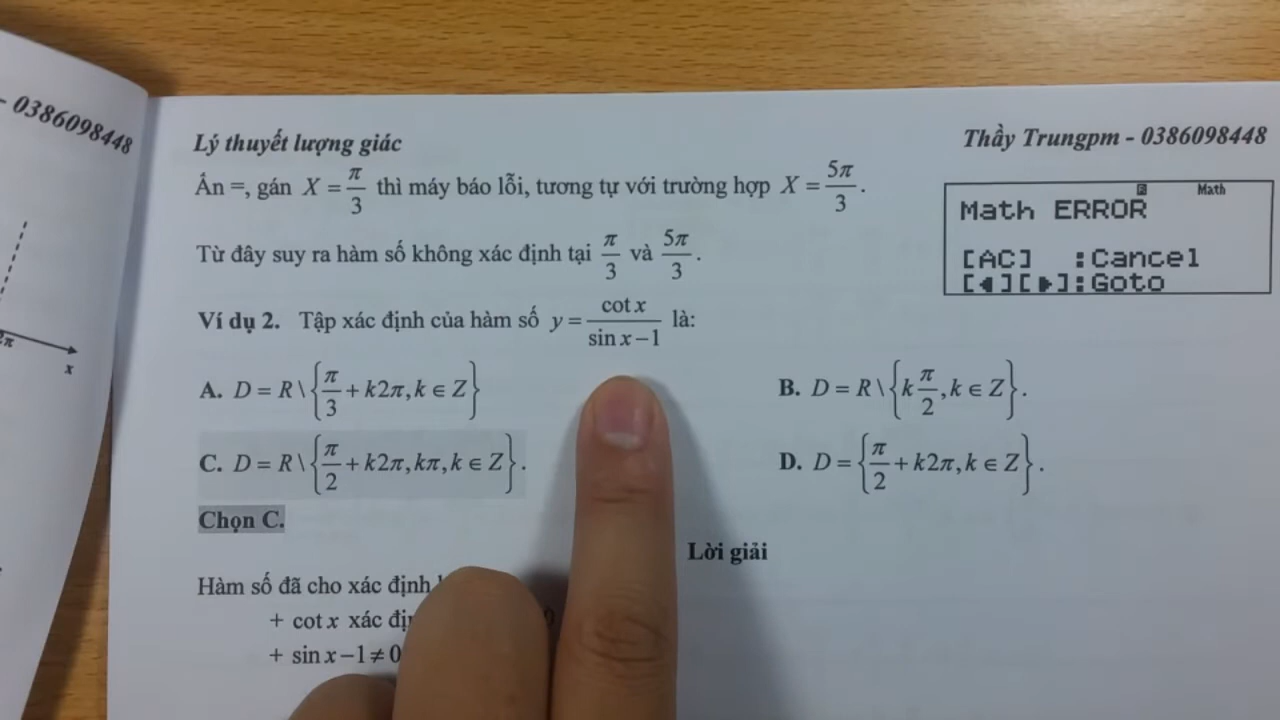 - 0386098448
2π
x
Lý thuyết lượng giác
Thầy Trungpm - 0386098448
Ấn =, gán X = π/3 thì máy báo lỗi, tương tự với trường hợp X = 5π/3.
Math
Math ERROR
[AC] :Cancel
[◀][▶]:Goto
Từ đây suy ra hàm số không xác định tại π/3 và 5π/3.
Ví dụ 2. Tập xác định của hàm số y = cot x/(sin x − 1) là:
A. D = R \ {π/3 + k2π, k ∈ Z}
B. D = R \ {k π/2, k ∈ Z}.
C. D = R \ {π/2 + k2π, kπ, k ∈ Z}.
D. D = {π/2 + k2π, k ∈ Z}.
Chọn C.
Lời giải
Hàm số đã cho xác định
+ cot x xác
+ sin x − 1 ≠ 0